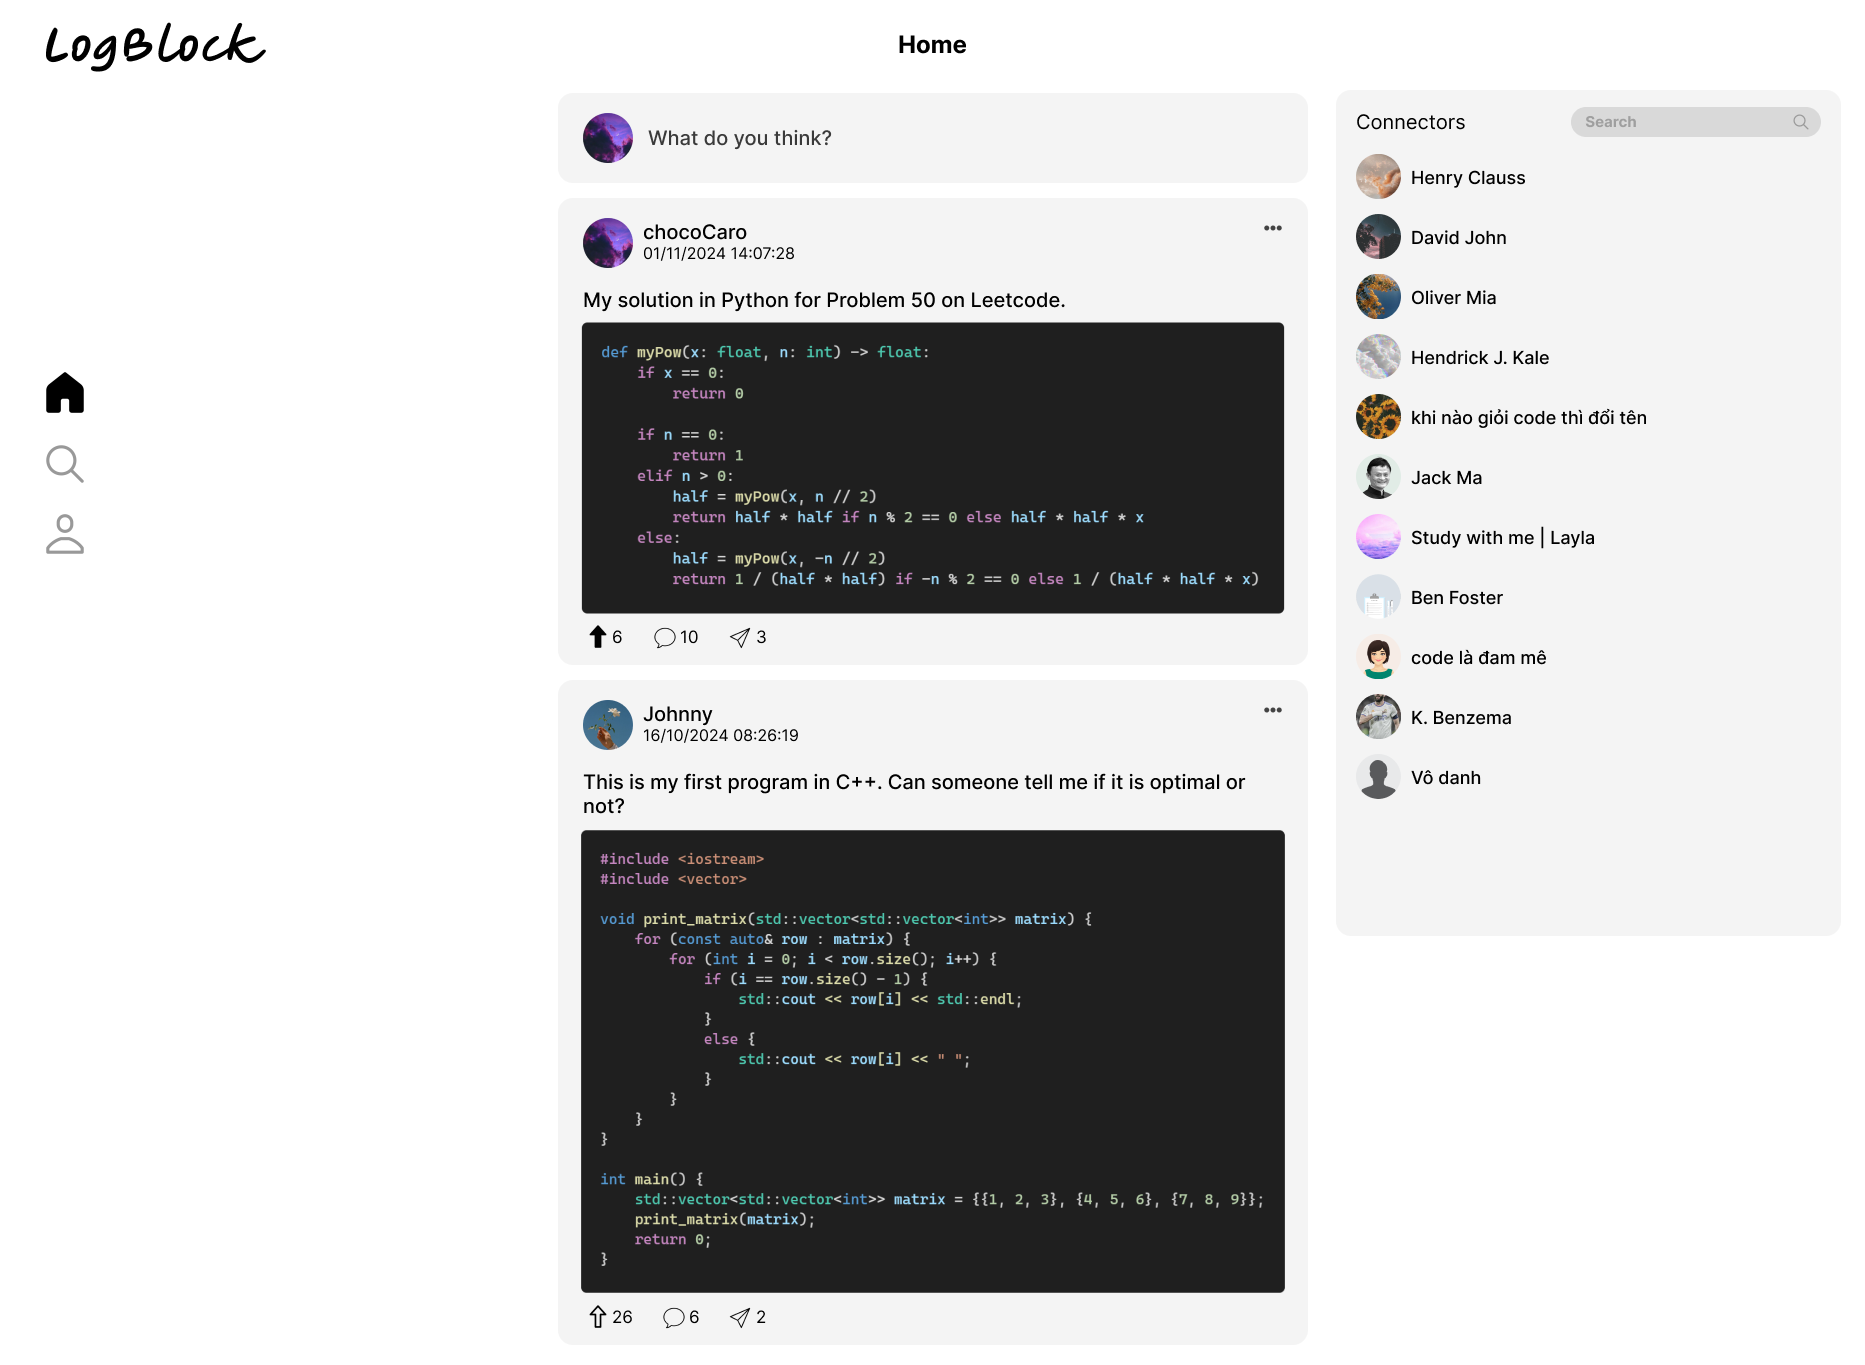 LogBlock
Home
What do you think?
chocoCaro
01/11/2024 14:07:28
My solution in Python for Problem 50 on Leetcode.
def myPow(x: float, n: int) -> float:
    if x == 0:
        return 0
    if n == 0:
        return 1
    elif n > 0:
        half = myPow(x, n // 2)
        return half * half if n % 2 == 0 else half * half * x
    else:
        half = myPow(x, -n // 2)
        return 1 / (half * half) if -n % 2 == 0 else 1 / (half * half * x)
6 10 3
Johnny
16/10/2024 08:26:19
This is my first program in C++. Can someone tell me if it is optimal or
not?
#include <iostream>
#include <vector>
void print_matrix(std::vector<std::vector<int>> matrix) {
    for (const auto& row : matrix) {
        for (int i = 0; i < row.size(); i++) {
            if (i == row.size() - 1) {
                std::cout << row[i] << std::endl;
            }
            else {
                std::cout << row[i] << " ";
            }
        }
    }
}
int main() {
    std::vector<std::vector<int>> matrix = {{1, 2, 3}, {4, 5, 6}, {7, 8, 9}};
    print_matrix(matrix);
    return 0;
}
26 6 2
Connectors
Search
Henry Clauss
David John
Oliver Mia
Hendrick J. Kale
khi nào giỏi code thì đổi tên
Jack Ma
Study with me | Layla
Ben Foster
code là đam mê
K. Benzema
Vô danh